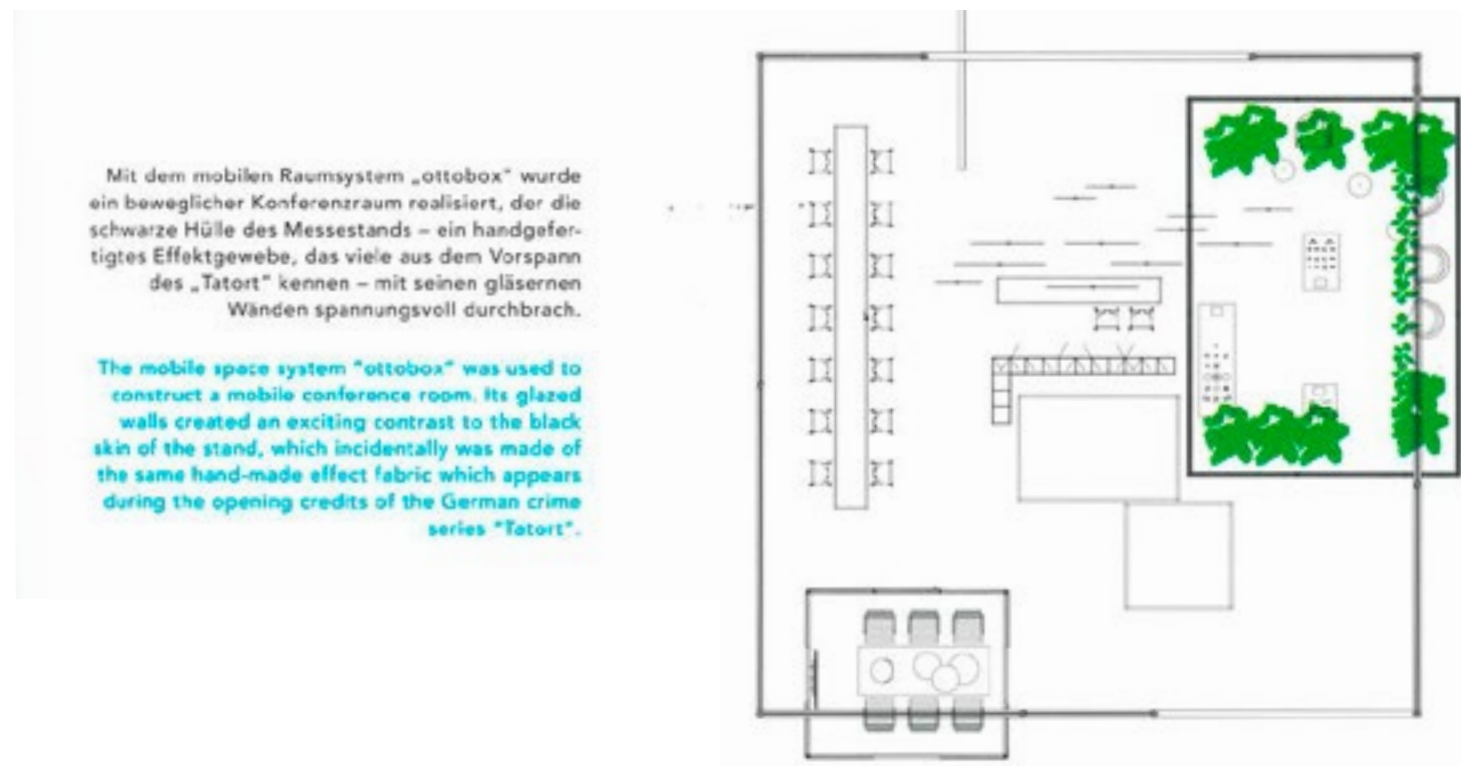 Mit dem mobilen Raumsystem „ottobox“ wurde
ein beweglicher Konferenzraum realisiert, der die
schwarze Hülle des Messestands – ein handgefer-
tigtes Effektgewebe, das viele aus dem Vorspann
des „Tatort“ kennen – mit seinen gläsernen
Wänden spannungsvoll durchbrach.
The mobile space system "ottobox" was used to
construct a mobile conference room. Its glazed
walls created an exciting contrast to the black
skin of the stand, which incidentally was made of
the same hand-made effect fabric which appears
during the opening credits of the German crime
series "Tatort".